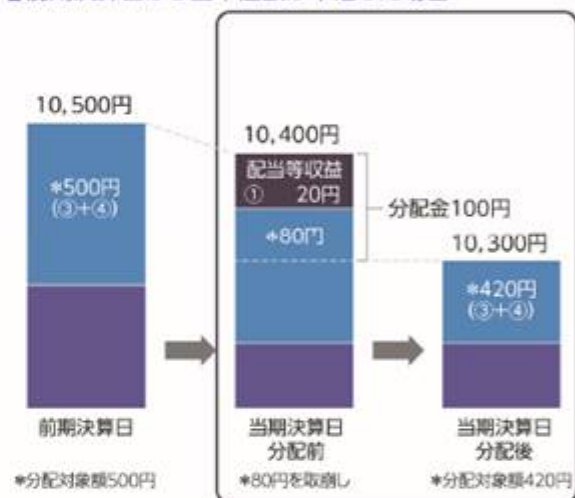 10,500円
*500円
(③+④)
10,400円
配当等収益
① 20円
*80円
分配金100円
10,300円
*420円
(③+④)
前期決算日
当期決算日
分配前
当期決算日
分配後
*分配対象額500円
*80円を取崩し
*分配対象額420円